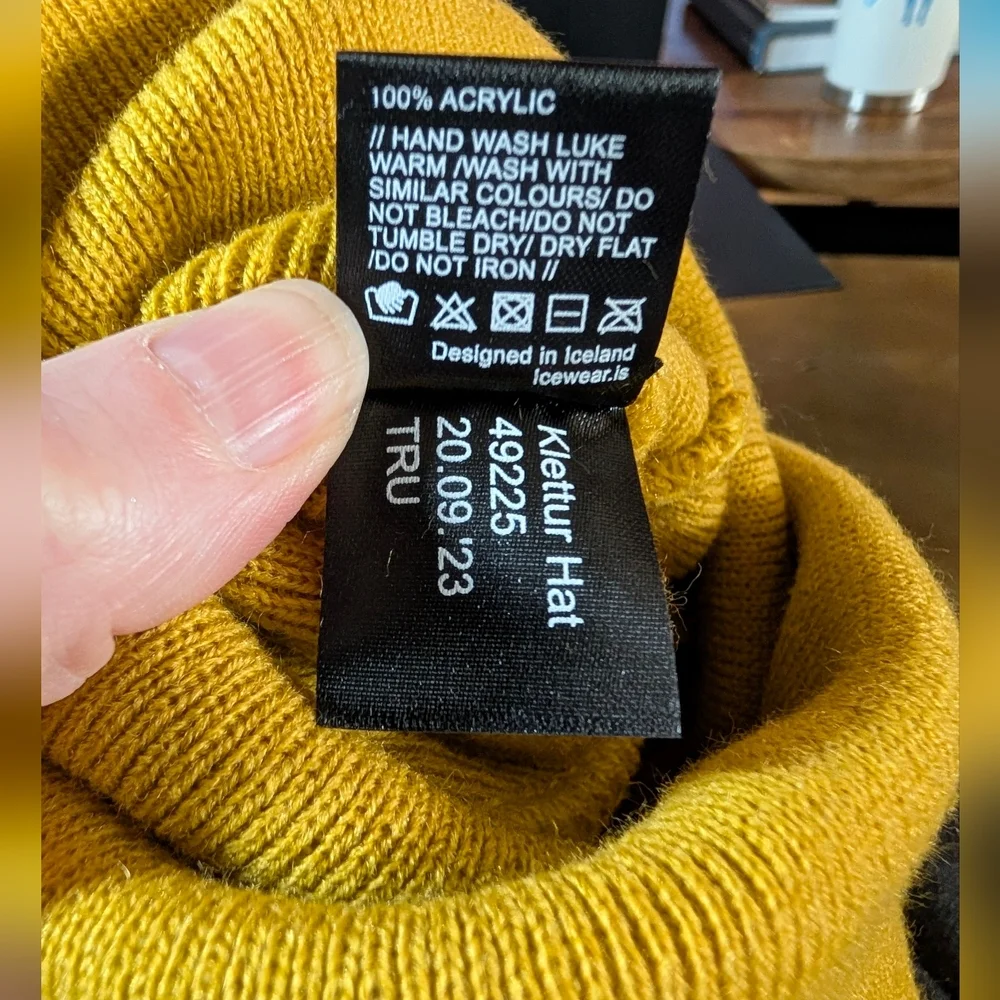 100% ACRYLIC
// HAND WASH LUKE
WARM /WASH WITH
SIMILAR COLOURS/ DO
NOT BLEACH/DO NOT
TUMBLE DRY/ DRY FLAT
/DO NOT IRON //
Designed in Iceland
Icewear.is
Klettur Hat
49225
20.09.'23
TRU